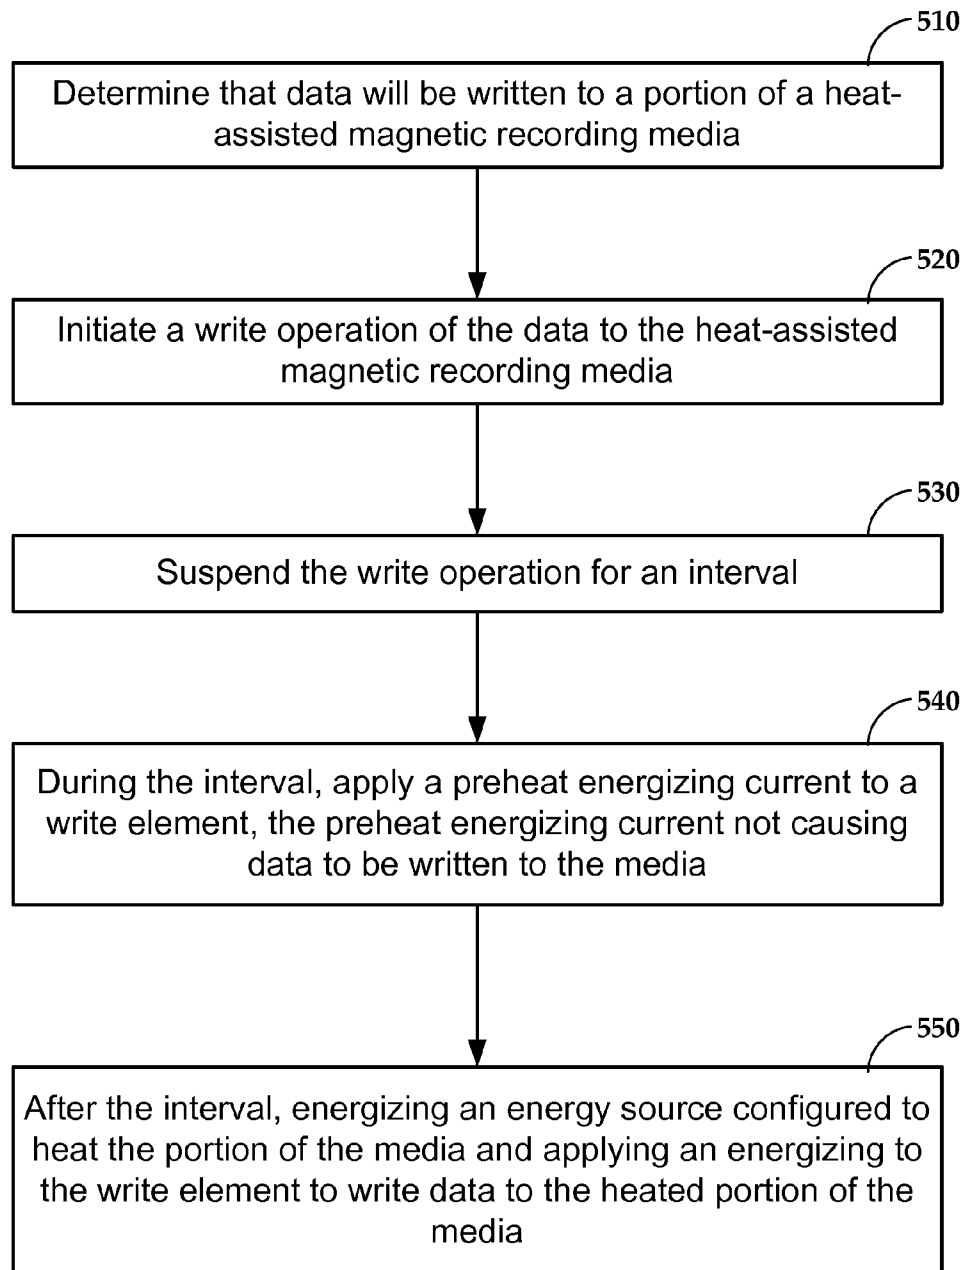 510
Determine that data will be written to a portion of a heat-
assisted magnetic recording media
520
Initiate a write operation of the data to the heat-assisted
magnetic recording media
530
Suspend the write operation for an interval
540
During the interval, apply a preheat energizing current to a
write element, the preheat energizing current not causing
data to be written to the media
550
After the interval, energizing an energy source configured to
heat the portion of the media and applying an energizing to
the write element to write data to the heated portion of the
media